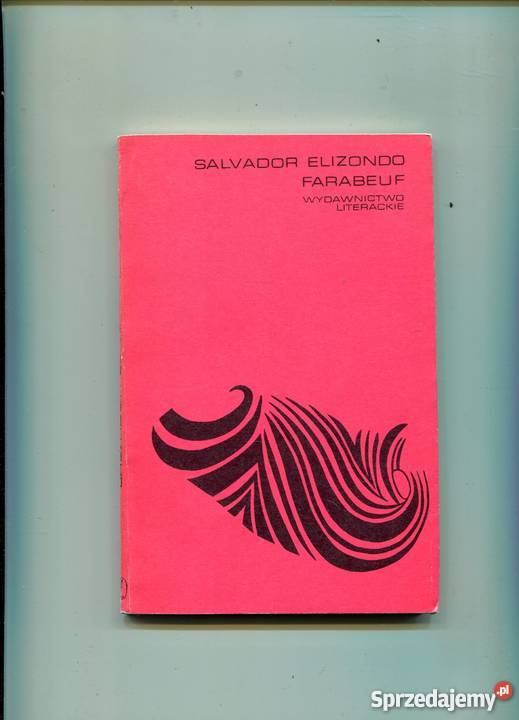 SALVADOR ELIZONDO
FARABEUF
WYDAWNICTWO
LITERACKIE
Sprzedajemy.pl